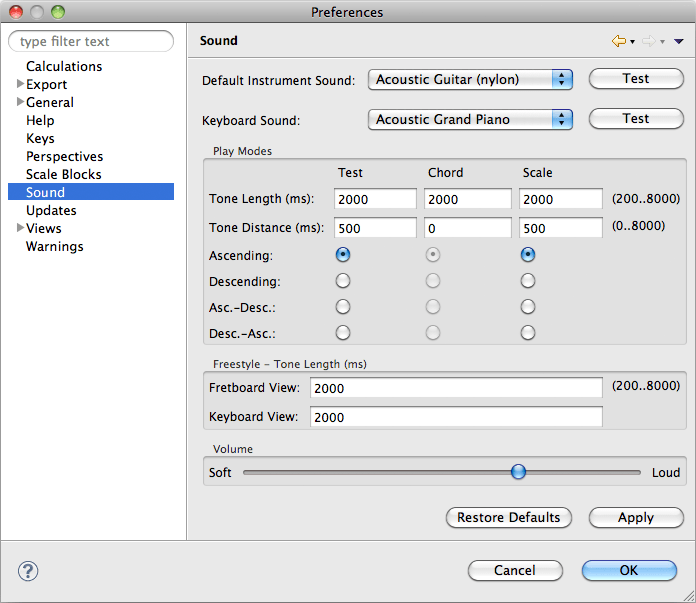 Preferences
type filter text
Calculations
Export
General
Help
Keys
Perspectives
Scale Blocks
Sound
Updates
Views
Warnings
Sound
Default Instrument Sound: Acoustic Guitar (nylon) Test
Keyboard Sound: Acoustic Grand Piano Test
Play Modes
Test Chord Scale
Tone Length (ms): 2000 2000 2000 (200..8000)
Tone Distance (ms): 500 0 500 (0..8000)
Ascending:
Descending:
Asc.-Desc.:
Desc.-Asc.:
Freestyle - Tone Length (ms)
Fretboard View: 2000 (200..8000)
Keyboard View: 2000
Volume
Soft Loud
Restore Defaults Apply
? Cancel OK